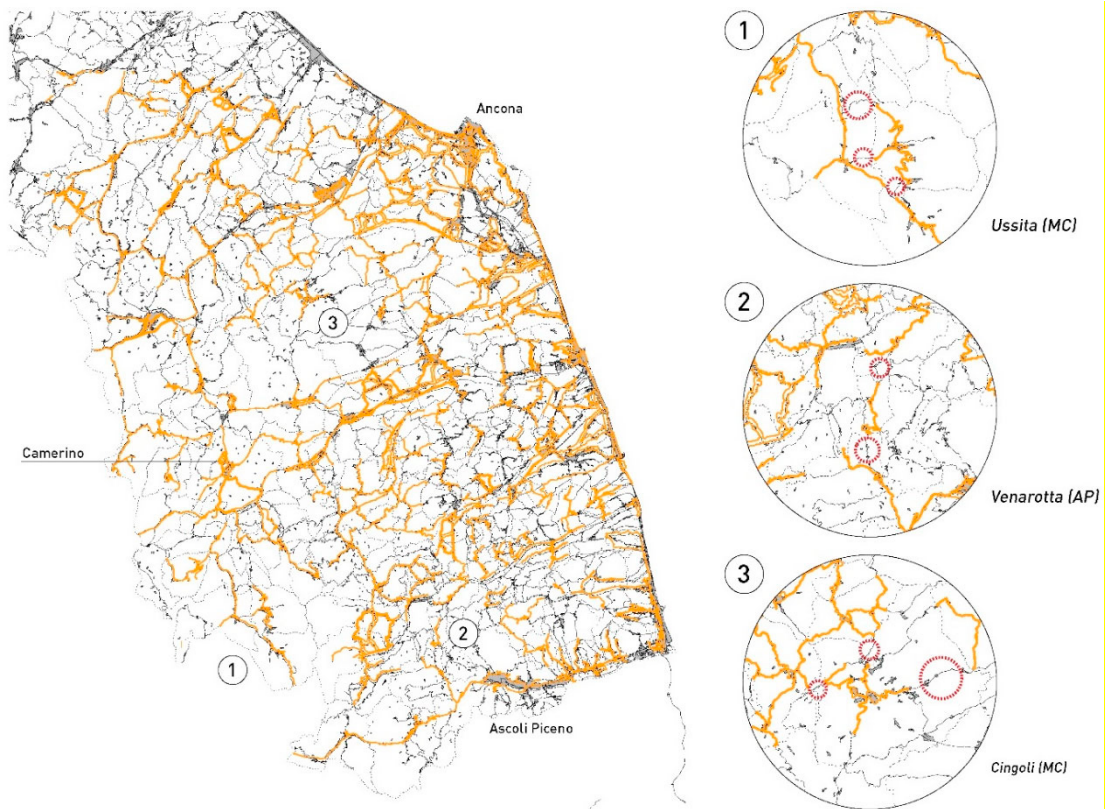 Ancona
Camerino
Ascoli Piceno
1
2
3
1
Ussita (MC)
2
Venarotta (AP)
3
Cingoli (MC)